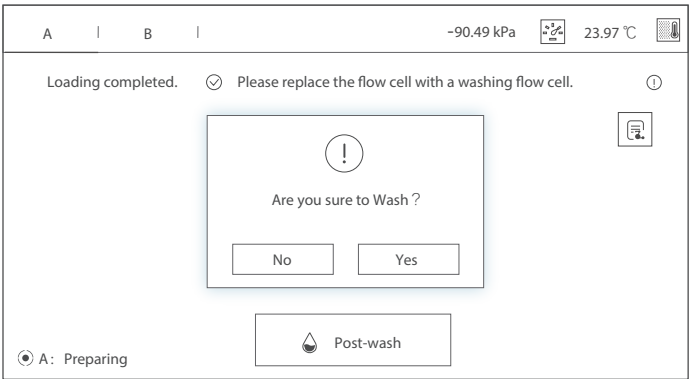 A B -90.49 kPa 23.97 ℃
Loading completed. Please replace the flow cell with a washing flow cell.
Are you sure to Wash？
No Yes
Post-wash
A: Preparing